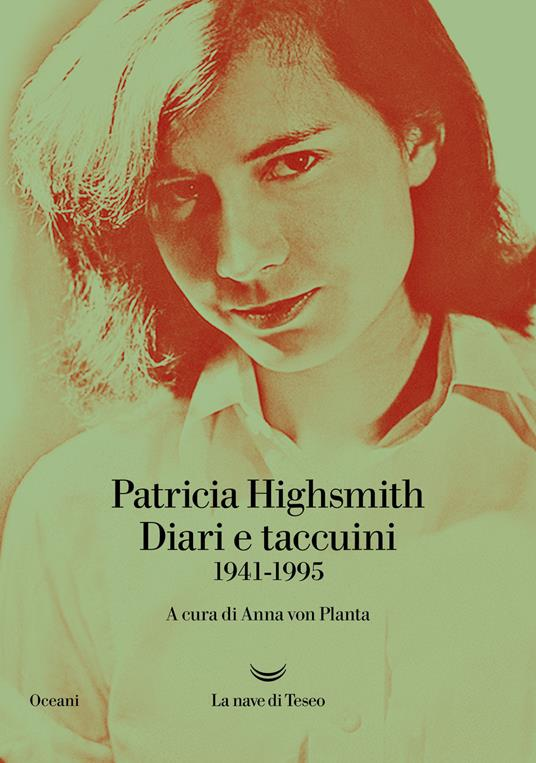 Patricia Highsmith
Diari e taccuini
1941-1995
A cura di Anna von Planta
Oceani
La nave di Teseo